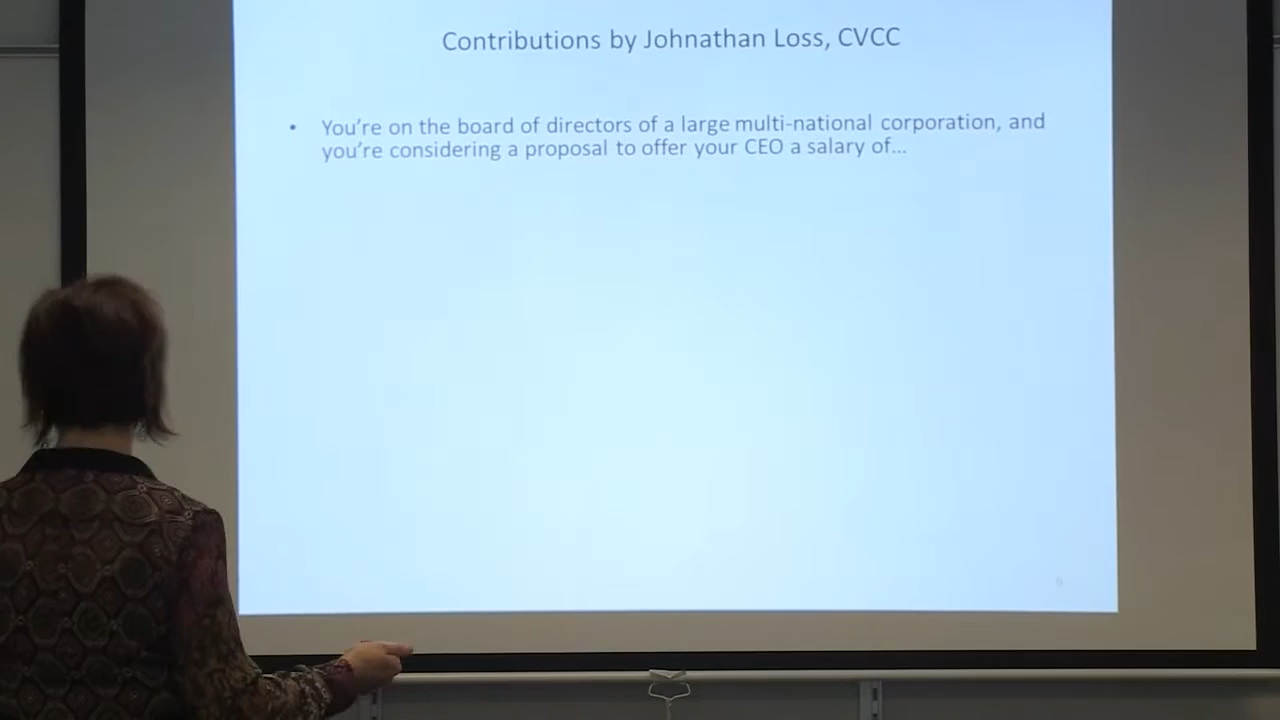 Contributions by Johnathan Loss, CVCC
• You're on the board of directors of a large multi-national corporation, and
you're considering a proposal to offer your CEO a salary of...